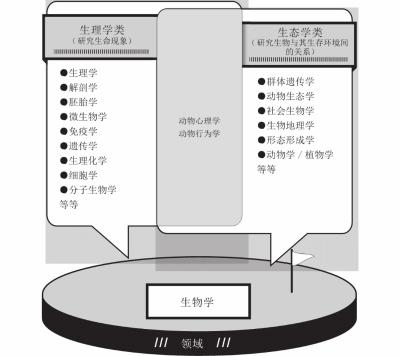 生理学类
（研究生命现象）
●生理学
●解剖学
●胚胎学
●微生物学
●免疫学
●遗传学
●生理化学
●细胞学
●分子生物学
等等
动物心理学
动物行为学
生态学类
（研究生物与其生存环境间
的关系）
●群体遗传学
●动物生态学
●社会生物学
●生物地理学
●形态形成学
●动物学 / 植物学
等等
生物学
/// 领域 ///